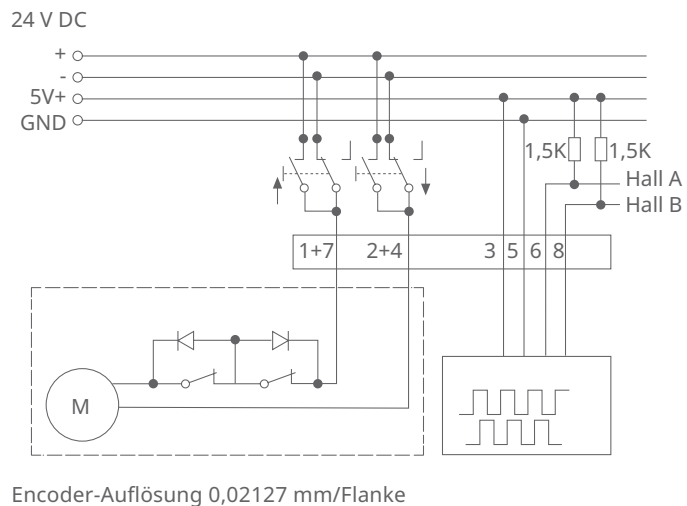 24 V DC
+
-
5V+
GND
1,5K 1,5K
Hall A
Hall B
1+7 2+4 3 5 6 8
M
Encoder-Auflösung 0,02127 mm/Flanke